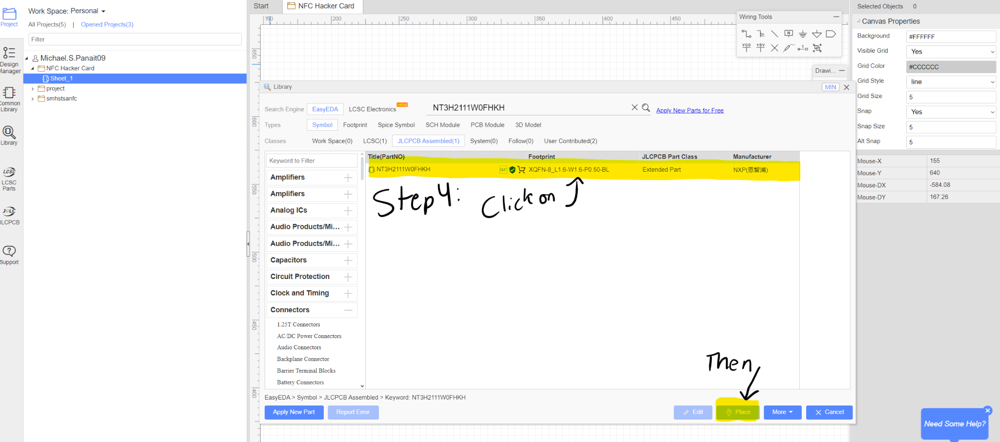 Project
Work Space: Personal
All Projects(5) | Opened Projects(3)
Filter
Michael.S.Panait09
NFC Hacker Card
Sheet_1
project
smhstsanfc
Design
Manager
Common
Library
Library
LCSC
LCSC
Parts
J@LC
JLCPCB
Support
Start
NFC Hacker Card
150 200 250 300 350 400 450
650
600
550
500
450
400
Wiring Tools
N
VCC +5V
Drawi...
Library
MIN
Search Engine EasyEDA LCSC Electronics NEW NT3H2111W0FHKH Apply New Parts for Free
Types Symbol Footprint Spice Symbol SCH Module PCB Module 3D Model
Classes Work Space(0) LCSC(1) JLCPCB Assembled(1) System(0) Follow(0) User Contributed(2)
Keyword to Filter
Amplifiers
Amplifiers
Analog ICs
Audio Products/Mi...
Audio Products/Mi...
Capacitors
Circuit Protection
Clock and Timing
Connectors
1.25T Connectors
AC/DC Power Connectors
Audio Connectors
Backplane Connector
Barrier Terminal Blocks
Battery Connectors
Title(PartNO) Footprint JLCPCB Part Class Manufacturer
NT3H2111W0FHKH SMT XQFN-8_L1.6-W1.6-P0.50-BL Extended Part NXP(恩智浦)
Step 4: Click on
Then
EasyEDA > Symbol > JLCPCB Assembled > Keyword: NT3H2111W0FHKH
Apply New Part Report Error Edit Place More Cancel
Selected Objects 0
Canvas Properties
Background #FFFFFF
Visible Grid Yes
Grid Color #CCCCCC
Grid Style line
Grid Size 5
Snap Yes
Snap Size 5
Alt Snap 5
Mouse-X 155
Mouse-Y 640
Mouse-DX -584.08
Mouse-DY 167.26
Need Some Help?